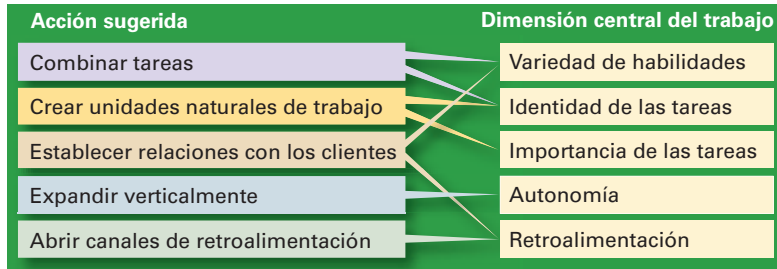 Acción sugerida
Dimensión central del trabajo
Combinar tareas
Variedad de habilidades
Crear unidades naturales de trabajo
Identidad de las tareas
Establecer relaciones con los clientes
Importancia de las tareas
Expandir verticalmente
Autonomía
Abrir canales de retroalimentación
Retroalimentación